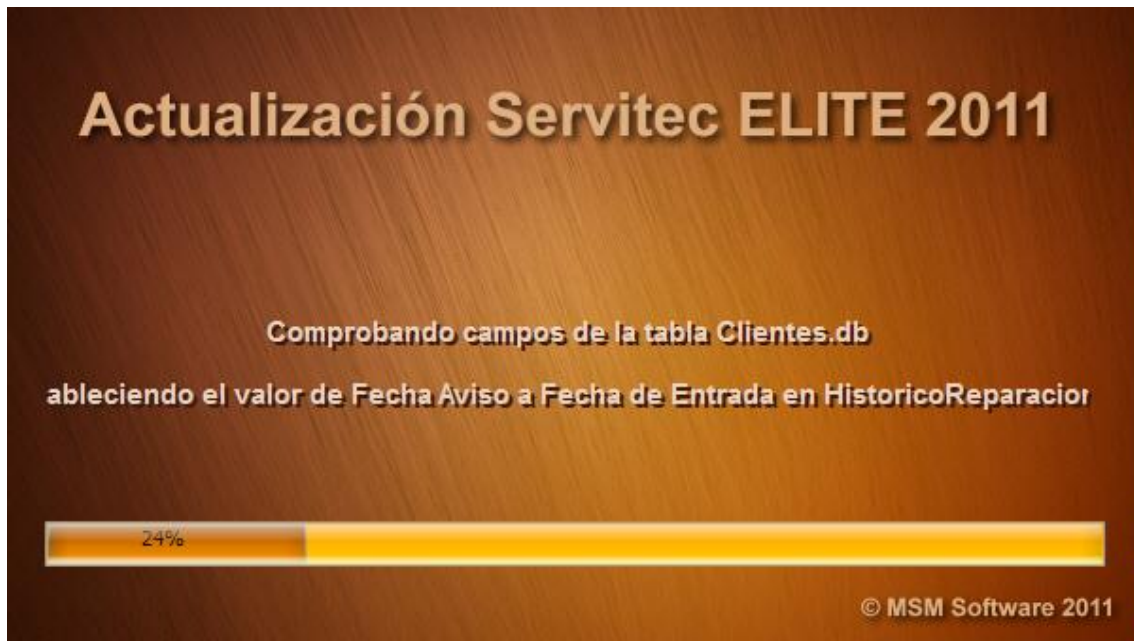 Actualización Servitec ELITE 2011
Comprobando campos de la tabla Clientes.db
ableciendo el valor de Fecha Aviso a Fecha de Entrada en HistoricoReparacion
24%
© MSM Software 2011